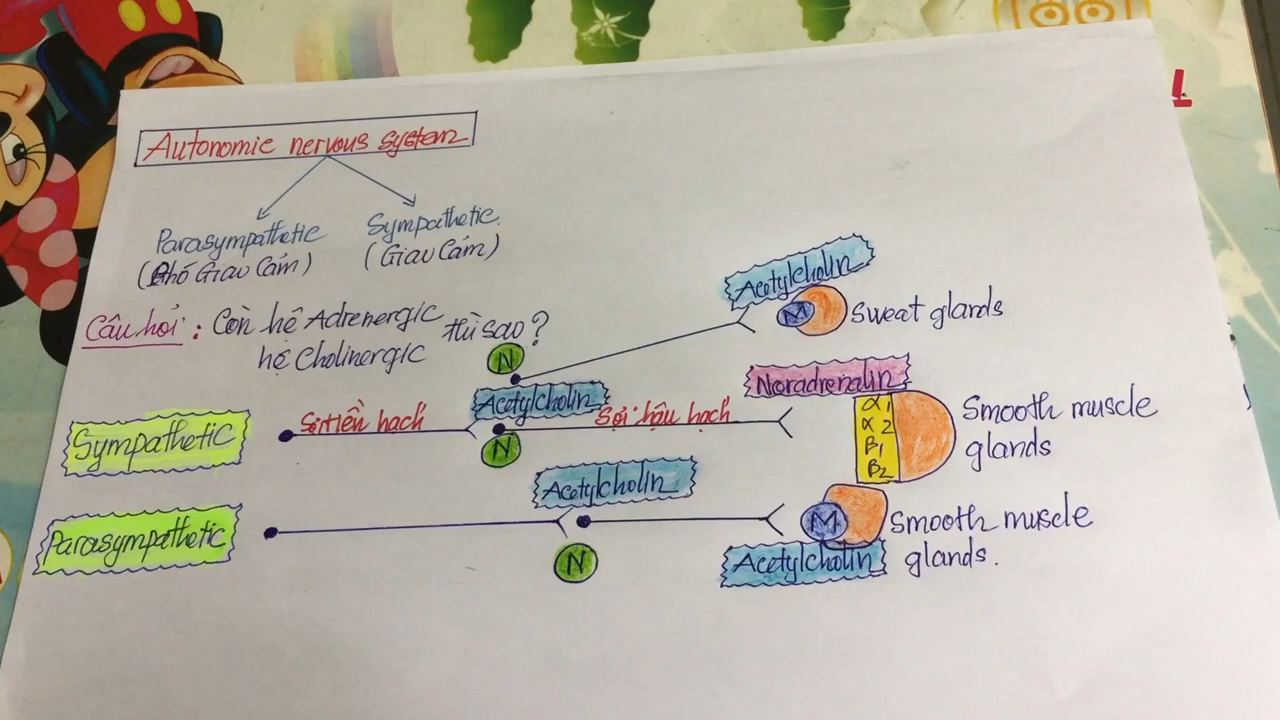 Autonomic nervous system
Parasympathetic
(Phó Giao Cảm)
Sympathetic
(Giao Cảm)
Câu hỏi : Còn hệ Adrenergic thì sao?
hệ Cholinergic
Acetylcholin
M
Sweat glands
N
Acetylcholin
Noradrenalin
Sympathetic
Sợi tiền hạch
Sợi hậu hạch
N
α1
α2
β1
β2
Smooth muscle
glands
Acetylcholin
Parasympathetic
N
M
Acetylcholin
Smooth muscle
glands.
L